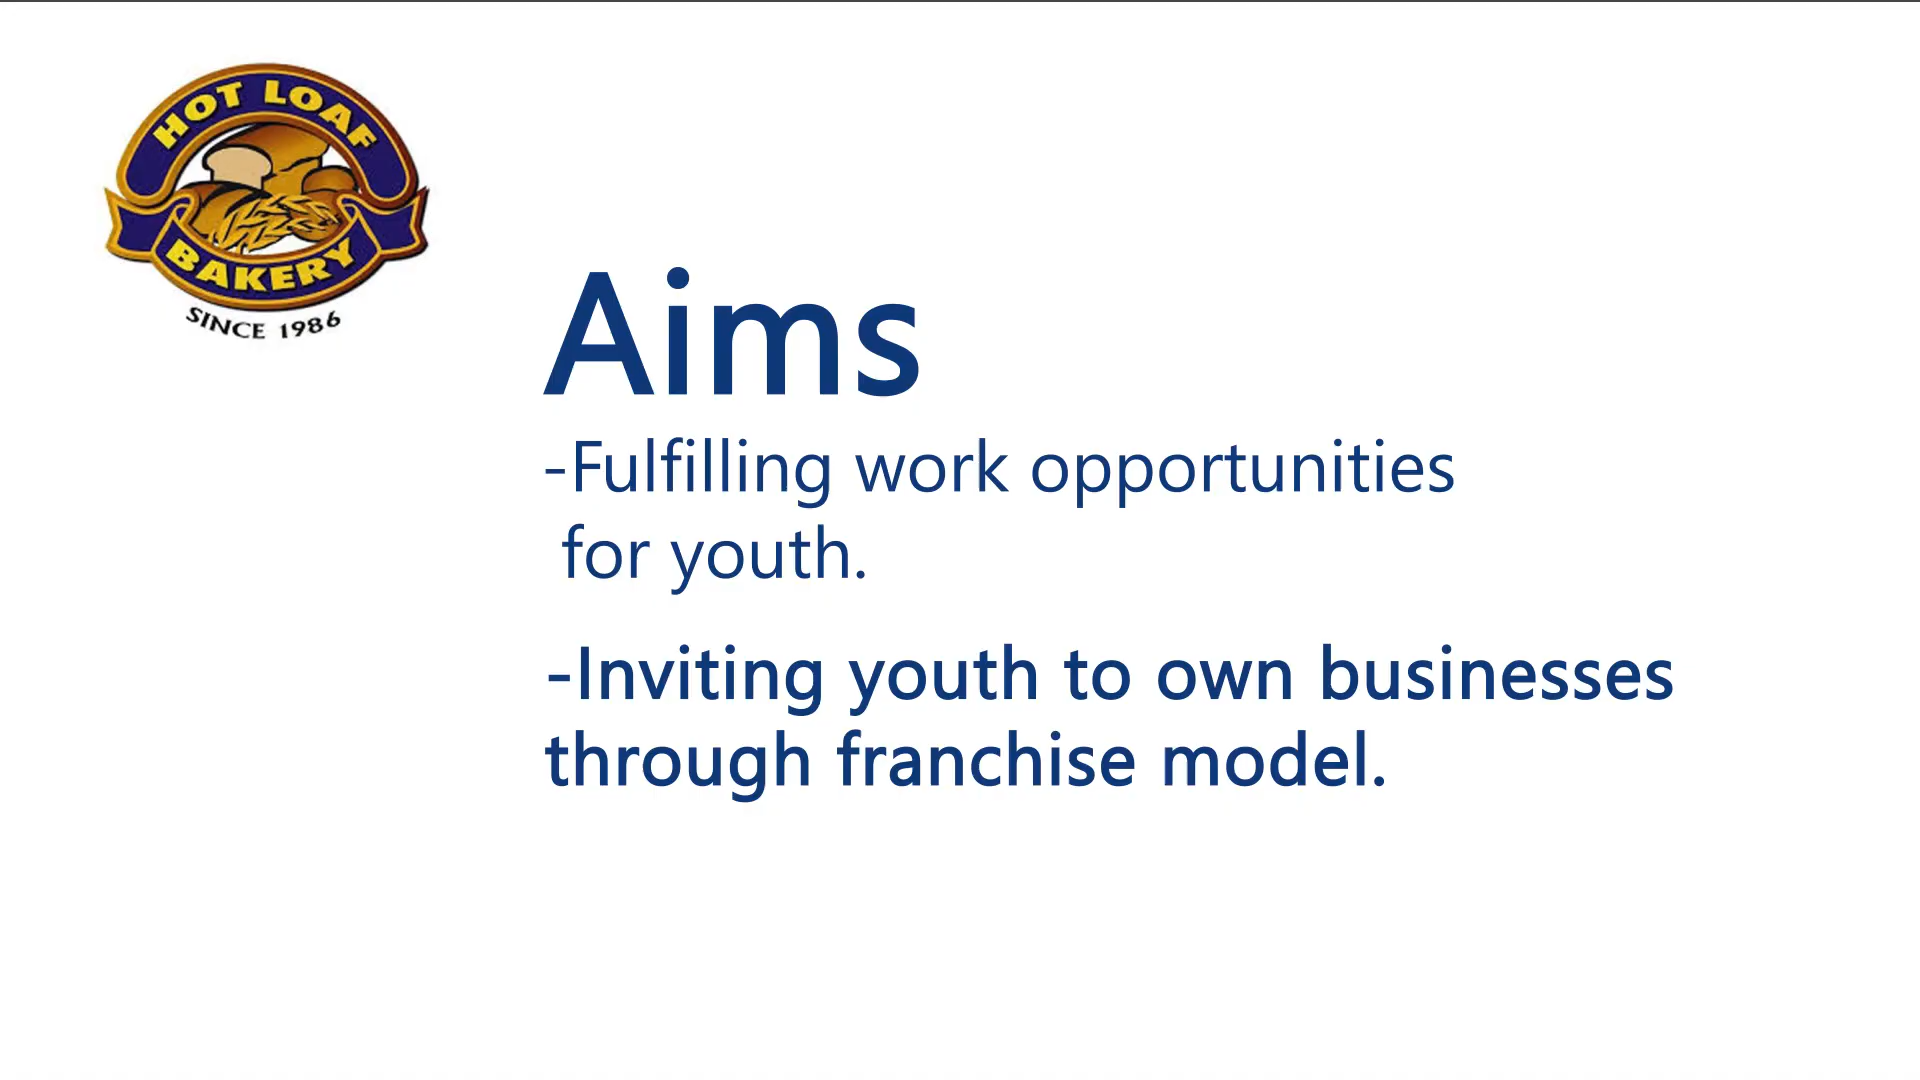 HOT LOAF
BAKERY
SINCE 1986
Aims
-Fulfilling work opportunities
for youth.
-Inviting youth to own businesses
through franchise model.